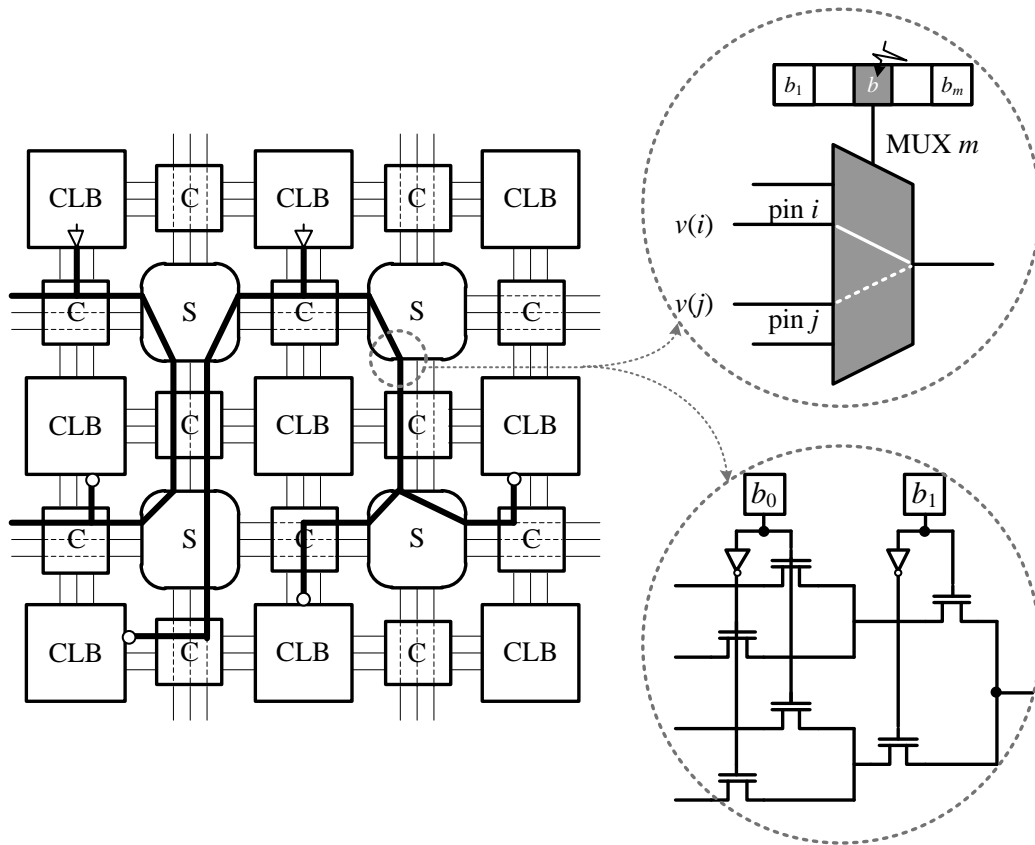 CLB C CLB C CLB
C S C S C
CLB C CLB C CLB
C S C S C
CLB C CLB C CLB
b1 b bm
MUX m
pin i
v(i)
v(j)
pin j
b0 b1